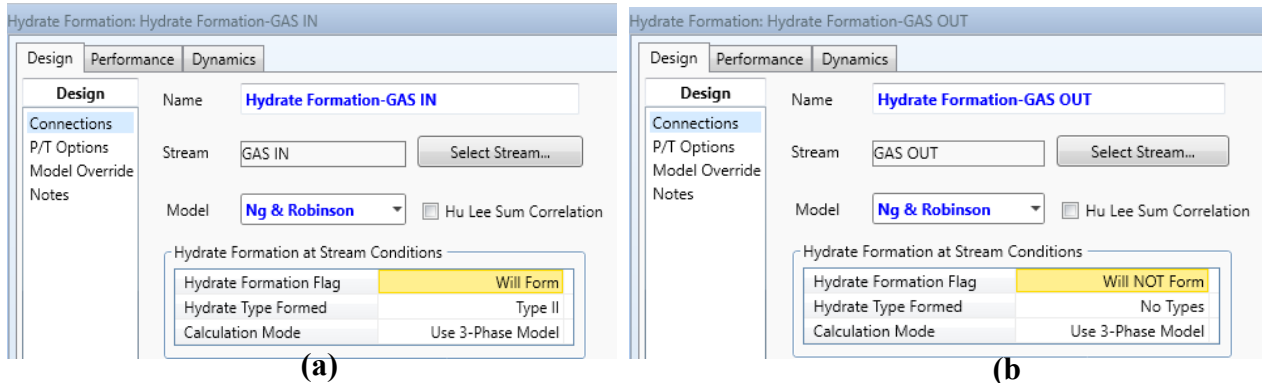 Hydrate Formation: Hydrate Formation-GAS IN
Design Performance Dynamics
Design
Connections
P/T Options
Model Override
Notes
Name Hydrate Formation-GAS IN
Stream GAS IN Select Stream...
Model Ng & Robinson Hu Lee Sum Correlation
Hydrate Formation at Stream Conditions
Hydrate Formation Flag Will Form
Hydrate Type Formed Type II
Calculation Mode Use 3-Phase Model
(a)
Hydrate Formation: Hydrate Formation-GAS OUT
Design Performance Dynamics
Design
Connections
P/T Options
Model Override
Notes
Name Hydrate Formation-GAS OUT
Stream GAS OUT Select Stream...
Model Ng & Robinson Hu Lee Sum Correlation
Hydrate Formation at Stream Conditions
Hydrate Formation Flag Will NOT Form
Hydrate Type Formed No Types
Calculation Mode Use 3-Phase Model
(b